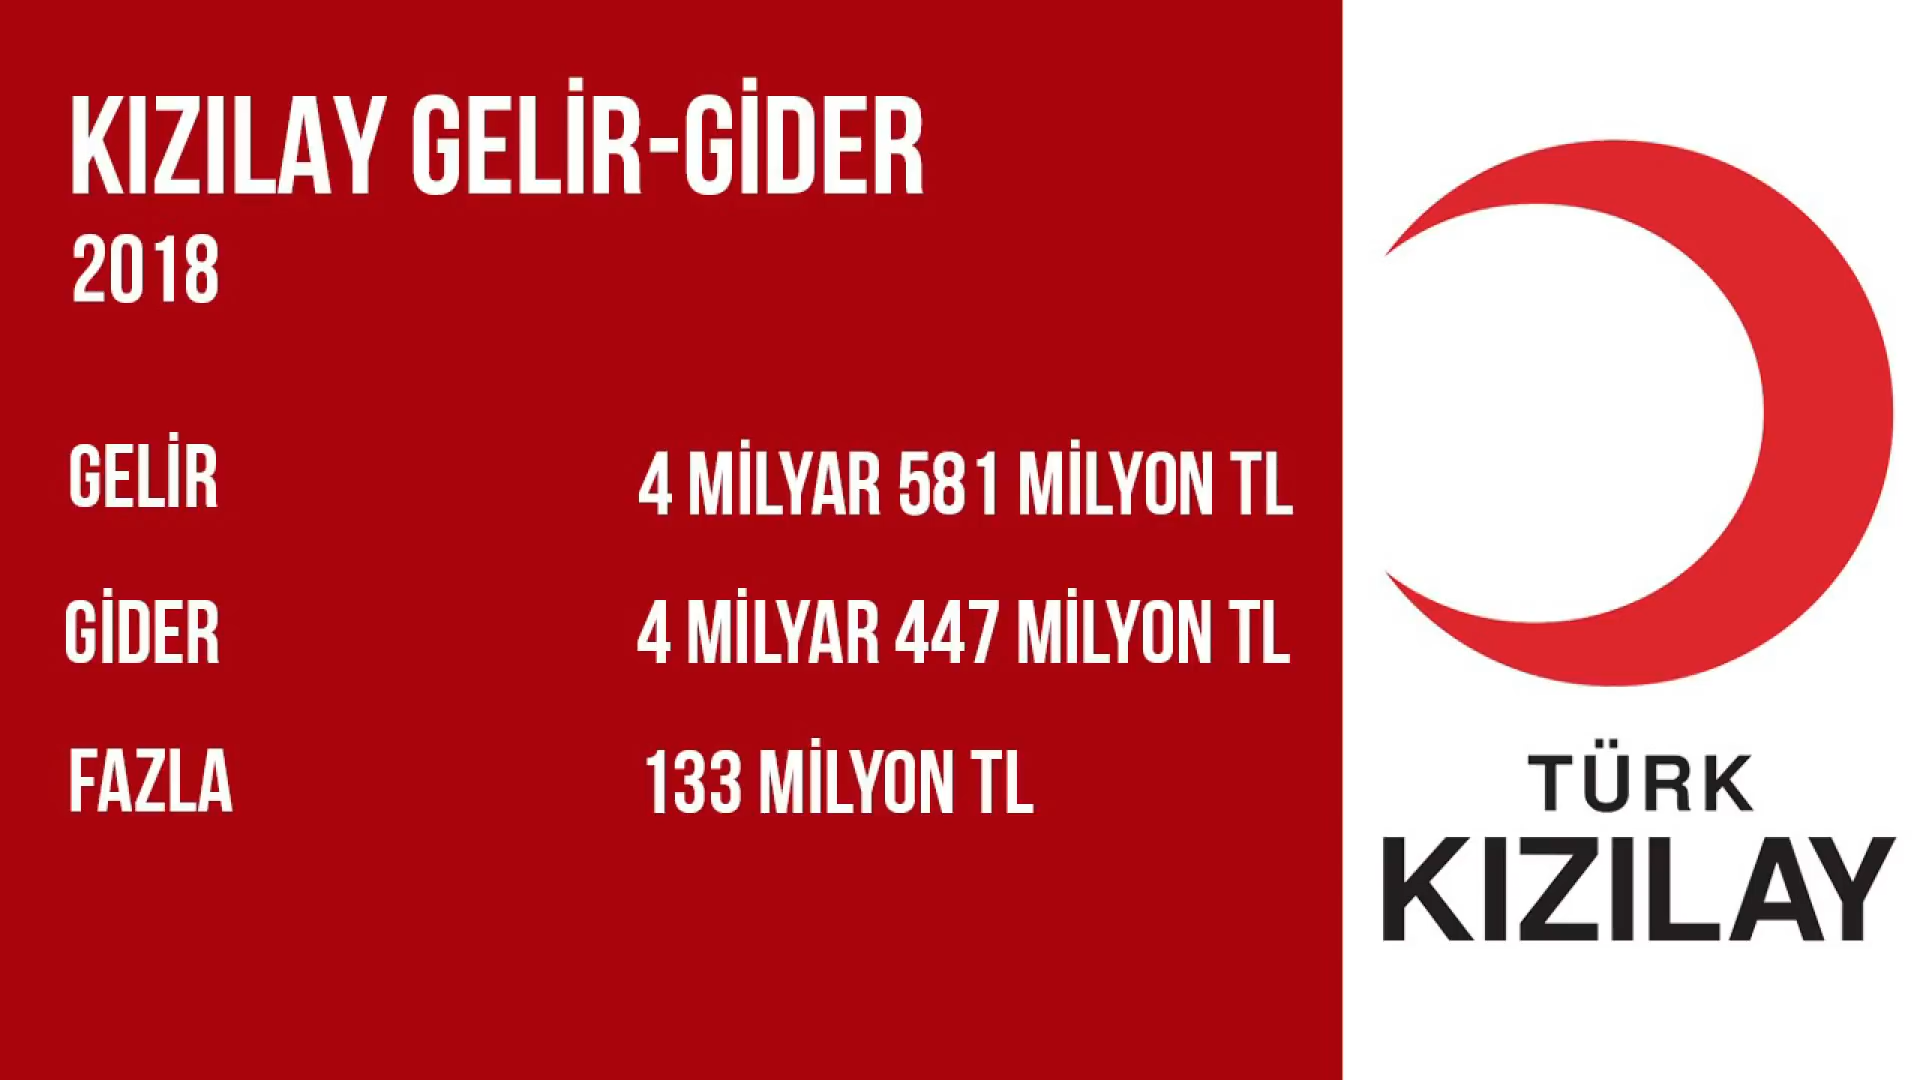 KIZILAY GELİR-GİDER
2018
GELİR 4 MİLYAR 581 MİLYON TL
GİDER 4 MİLYAR 447 MİLYON TL
FAZLA 133 MİLYON TL
TÜRK
KIZILAY